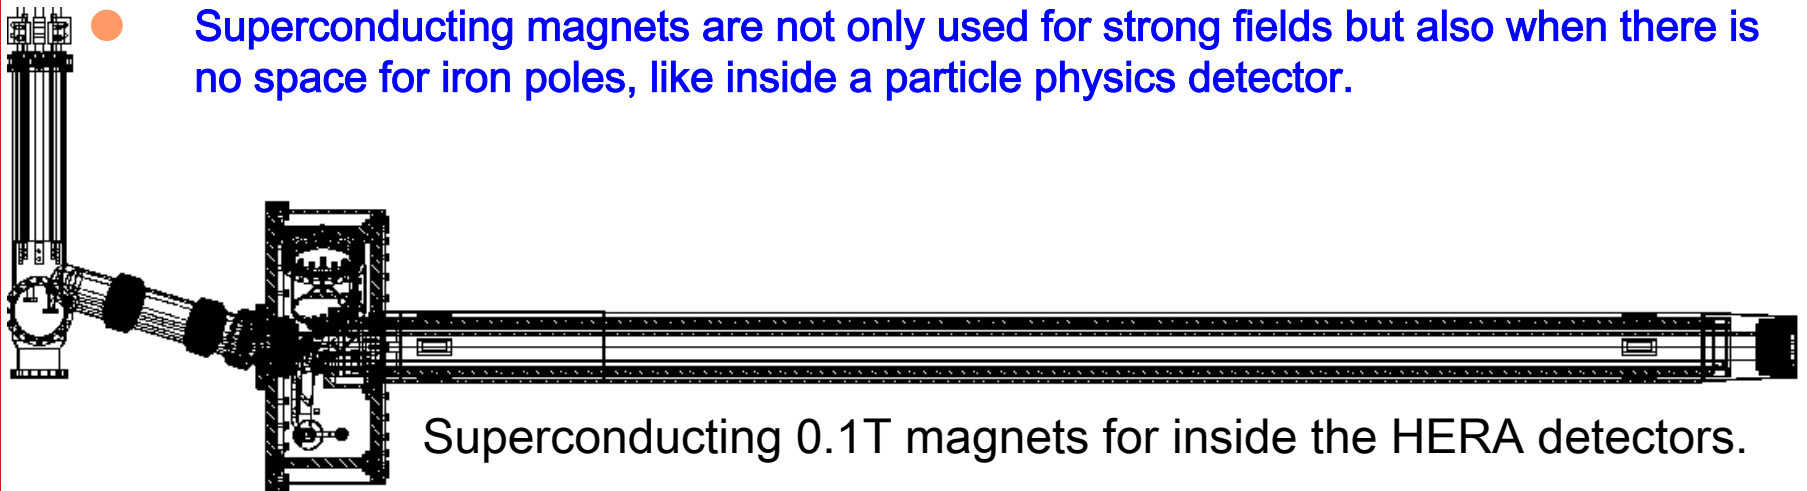 Superconducting magnets are not only used for strong fields but also when there is
no space for iron poles, like inside a particle physics detector.
Superconducting 0.1T magnets for inside the HERA detectors.